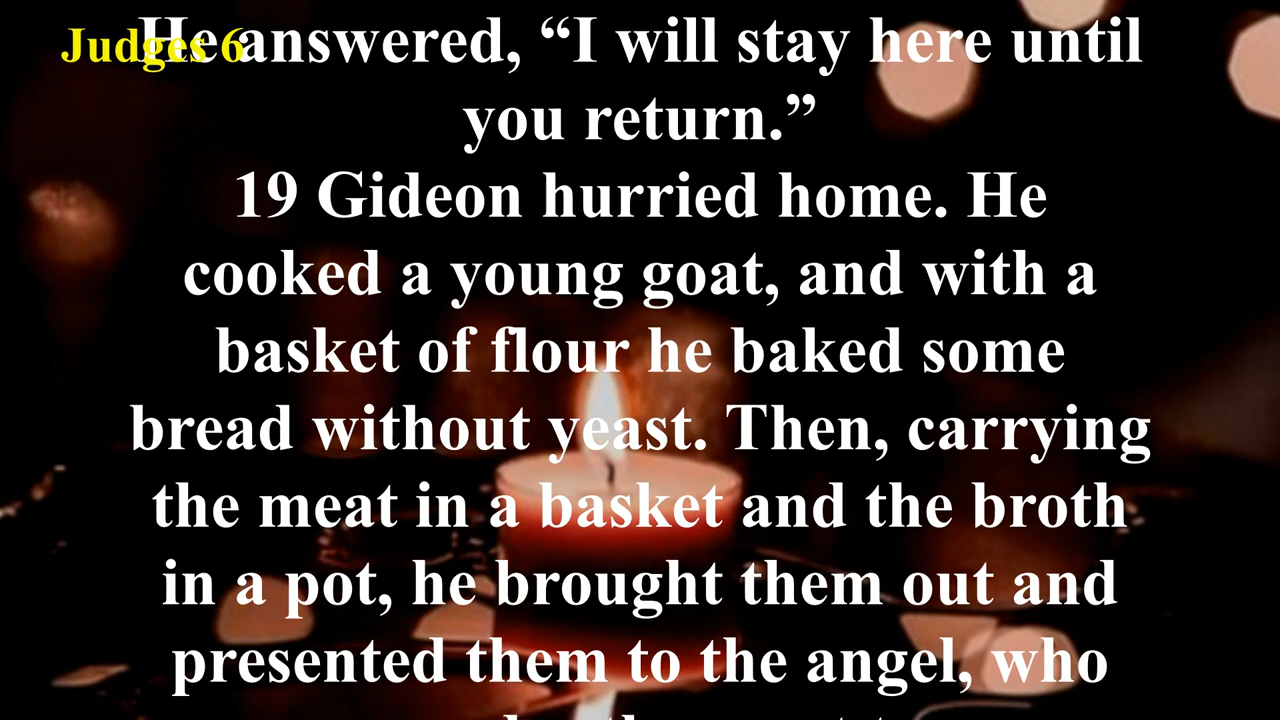 Judges 6
He answered, “I will stay here until
you return.”
19 Gideon hurried home. He
cooked a young goat, and with a
basket of flour he baked some
bread without yeast. Then, carrying
the meat in a basket and the broth
in a pot, he brought them out and
presented them to the angel, who